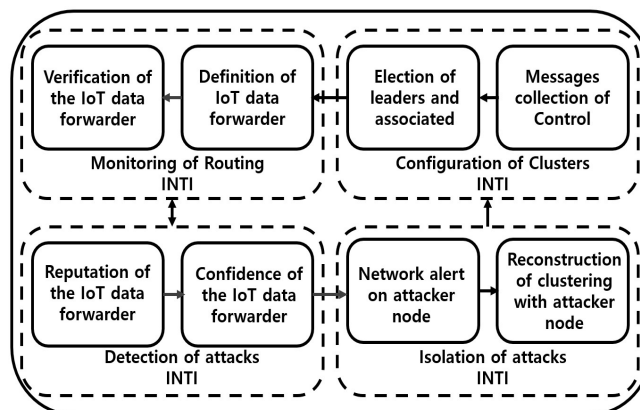 Verification of
the IoT data
forwarder
Definition of
IoT data
forwarder
Monitoring of Routing
INTI
Election of
leaders and
associated
Messages
collection of
Control
Configuration of Clusters
INTI
Reputation of
the IoT data
forwarder
Confidence of
the IoT data
forwarder
Detection of attacks
INTI
Network alert
on attacker
node
Reconstruction
of clustering
with attacker
node
Isolation of attacks
INTI